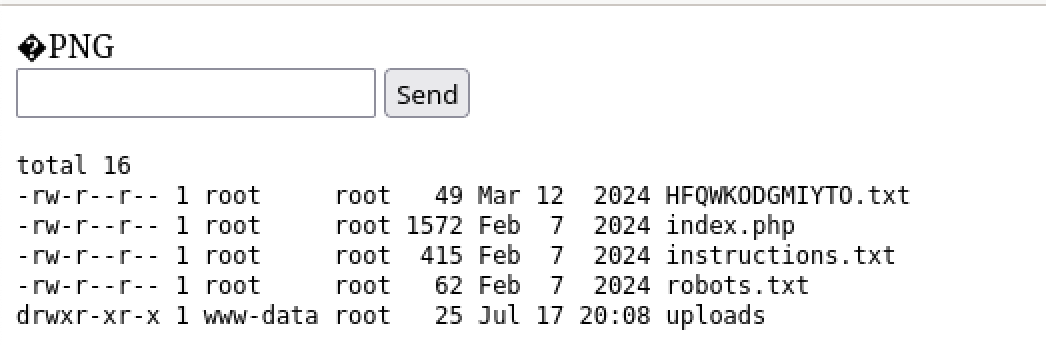 �PNG
Send
total 16
-rw-r--r-- 1 root     root   49 Mar 12  2024 HFQWKODGMIYTO.txt
-rw-r--r-- 1 root     root 1572 Feb  7  2024 index.php
-rw-r--r-- 1 root     root  415 Feb  7  2024 instructions.txt
-rw-r--r-- 1 root     root   62 Feb  7  2024 robots.txt
drwxr-xr-x 1 www-data root   25 Jul 17 20:08 uploads